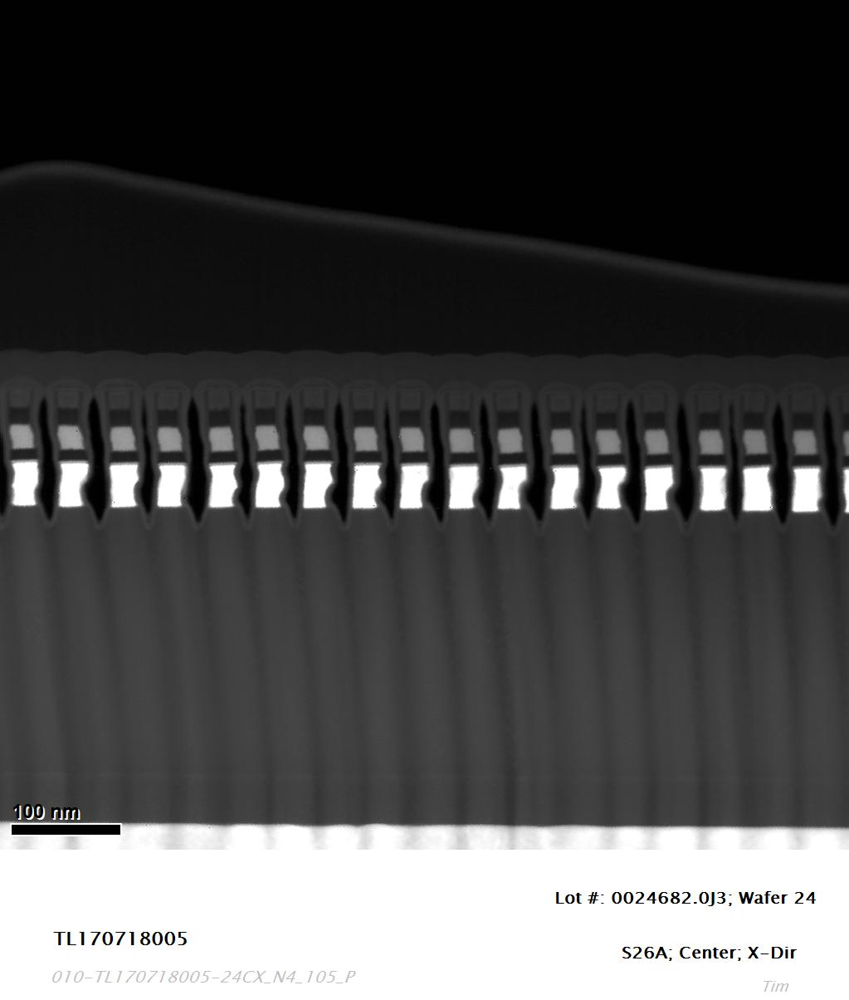 100 nm
Lot #: 0024682.0J3; Wafer 24
TL170718005
S26A; Center; X-Dir
010-TL170718005-24CX_N4_105_P
Tim